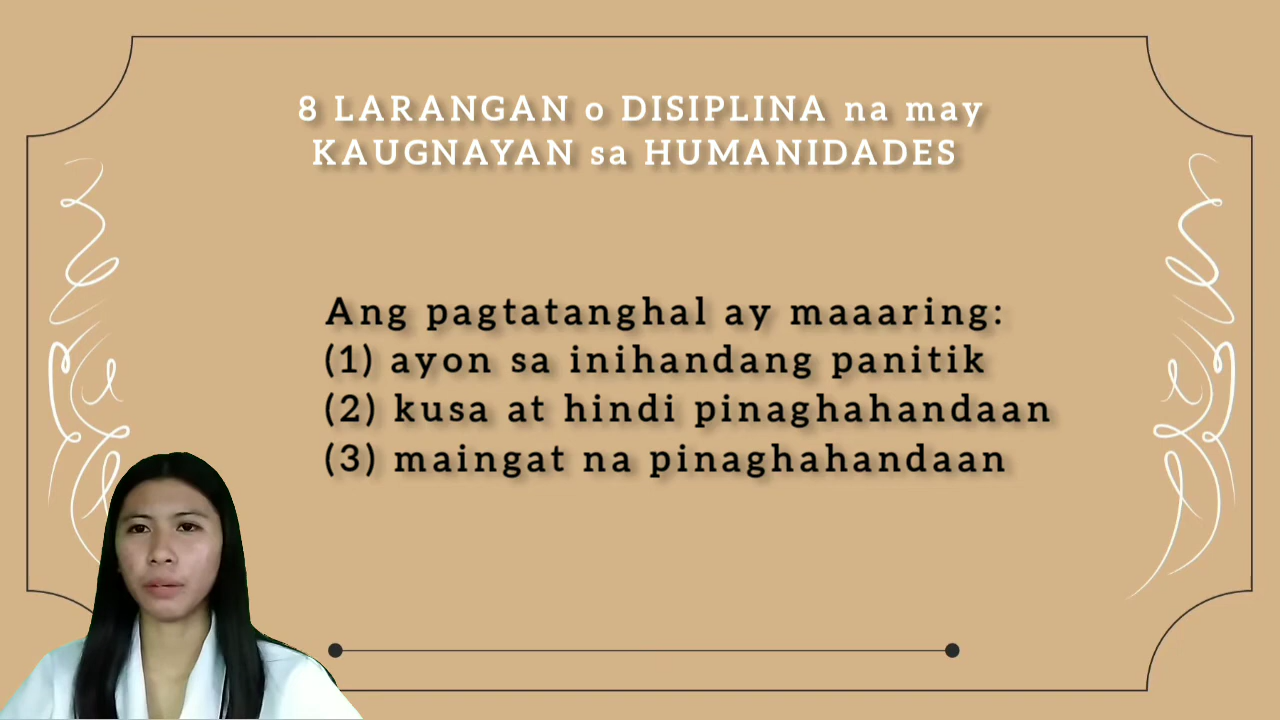 8 LARANGAN o DISIPLINA na may
KAUGNAYAN sa HUMANIDADES
Ang pagtatanghal ay maaaring:
(1) ayon sa inihandang panitik
(2) kusa at hindi pinaghahandaan
(3) maingat na pinaghahandaan